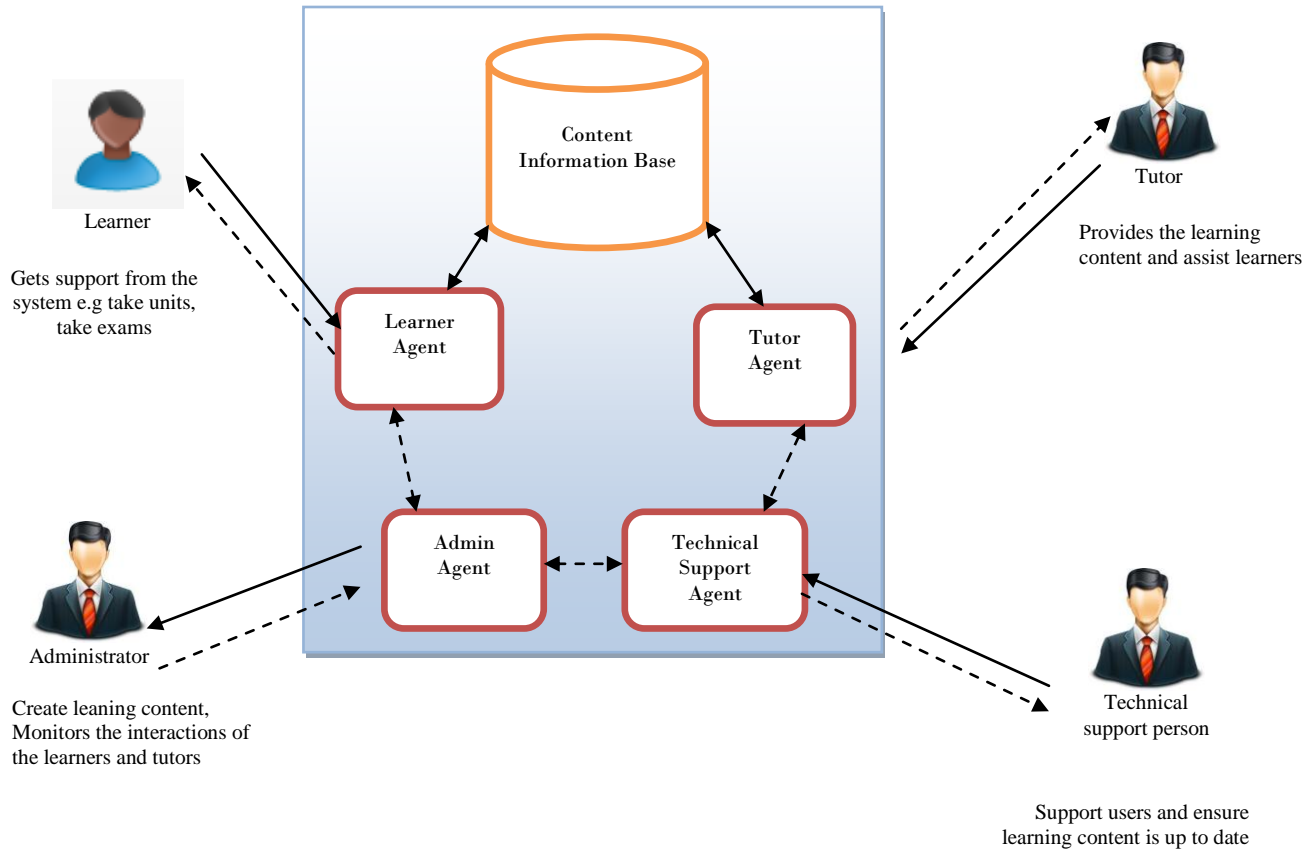 Content
Information Base
Learner
Gets support from the
system e.g take units,
take exams
Tutor
Provides the learning
content and assist learners
Learner
Agent
Tutor
Agent
Admin
Agent
Technical
Support
Agent
Administrator
Create leaning content,
Monitors the interactions of
the learners and tutors
Technical
support person
Support users and ensure
learning content is up to date